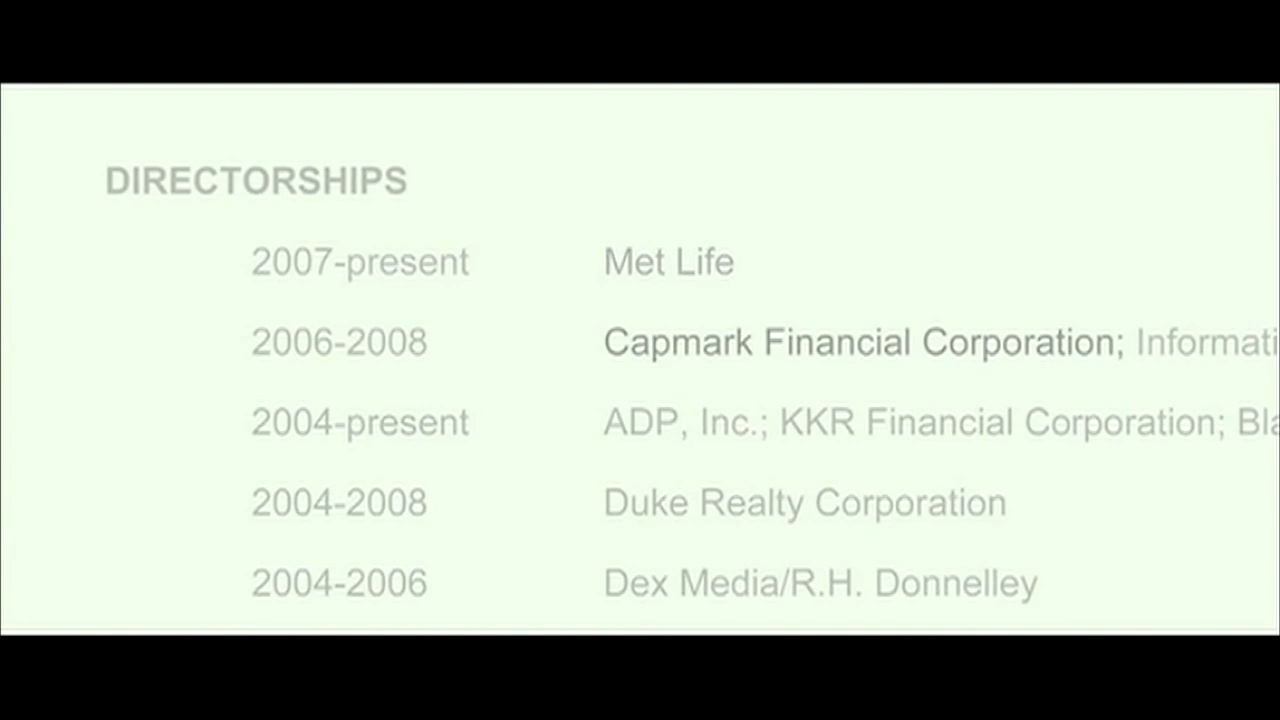 DIRECTORSHIPS
2007-present Met Life
2006-2008 Capmark Financial Corporation;
2004-present ADP, Inc.; KKR Financial Corporation;
2004-2008 Duke Realty Corporation
2004-2006 Dex Media/R.H. Donnelley